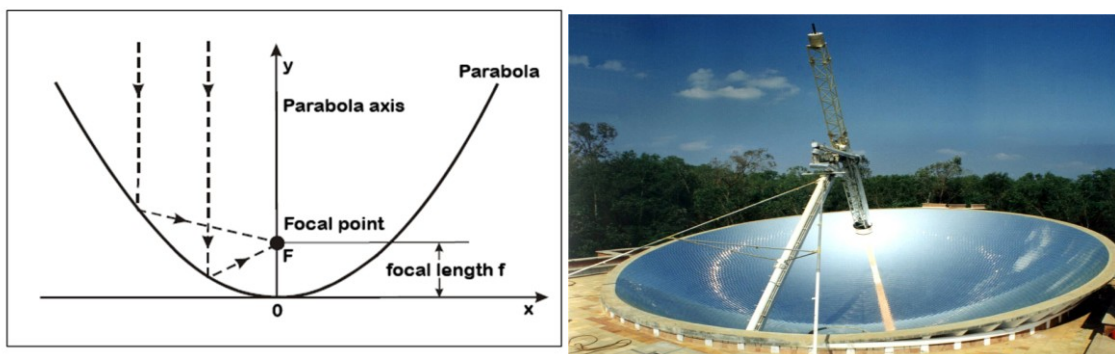 y
Parabola
Parabola axis
Focal point
F
focal length f
0
x